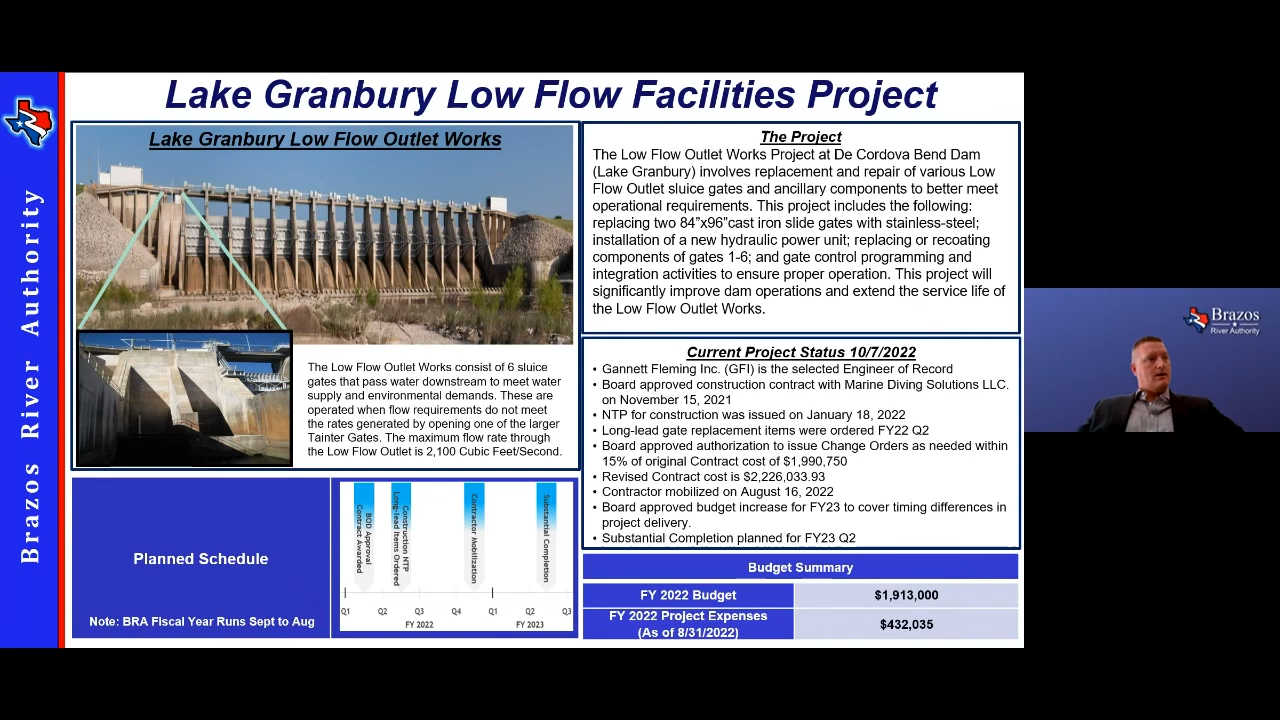 Lake Granbury Low Flow Facilities Project
Brazos River Authority
Lake Granbury Low Flow Outlet Works
The Low Flow Outlet Works consist of 6 sluice
gates that pass water downstream to meet water
supply and environmental demands. These are
operated when flow requirements do not meet
the rates generated by opening one of the larger
Tainter Gates. The maximum flow rate through
the Low Flow Outlet is 2,100 Cubic Feet/Second.
The Project
The Low Flow Outlet Works Project at De Cordova Bend Dam
(Lake Granbury) involves replacement and repair of various Low
Flow Outlet sluice gates and ancillary components to better meet
operational requirements. This project includes the following:
replacing two 84"x96"cast iron slide gates with stainless-steel;
installation of a new hydraulic power unit; replacing or recoating
components of gates 1-6; and gate control programming and
integration activities to ensure proper operation. This project will
significantly improve dam operations and extend the service life of
the Low Flow Outlet Works.
Current Project Status 10/7/2022
• Gannett Fleming Inc. (GFI) is the selected Engineer of Record
• Board approved construction contract with Marine Diving Solutions LLC.
on November 15, 2021
• NTP for construction was issued on January 18, 2022
• Long-lead gate replacement items were ordered FY22 Q2
• Board approved authorization to issue Change Orders as needed within
15% of original Contract cost of $1,990,750
• Revised Contract cost is $2,226,033.93
• Contractor mobilized on August 16, 2022
• Board approved budget increase for FY23 to cover timing differences in
project delivery.
• Substantial Completion planned for FY23 Q2
Planned Schedule
Note: BRA Fiscal Year Runs Sept to Aug
BOD Approval
Contract Awarded
Construction NTP
Long-lead Items Ordered
Contractor Mobilization
Substantial Completion
Q1 Q2 Q3 Q4 Q1 Q2 Q3
FY 2022 FY 2023
Budget Summary
FY 2022 Budget $1,913,000
FY 2022 Project Expenses
(As of 8/31/2022) $432,035
Brazos
River Authority